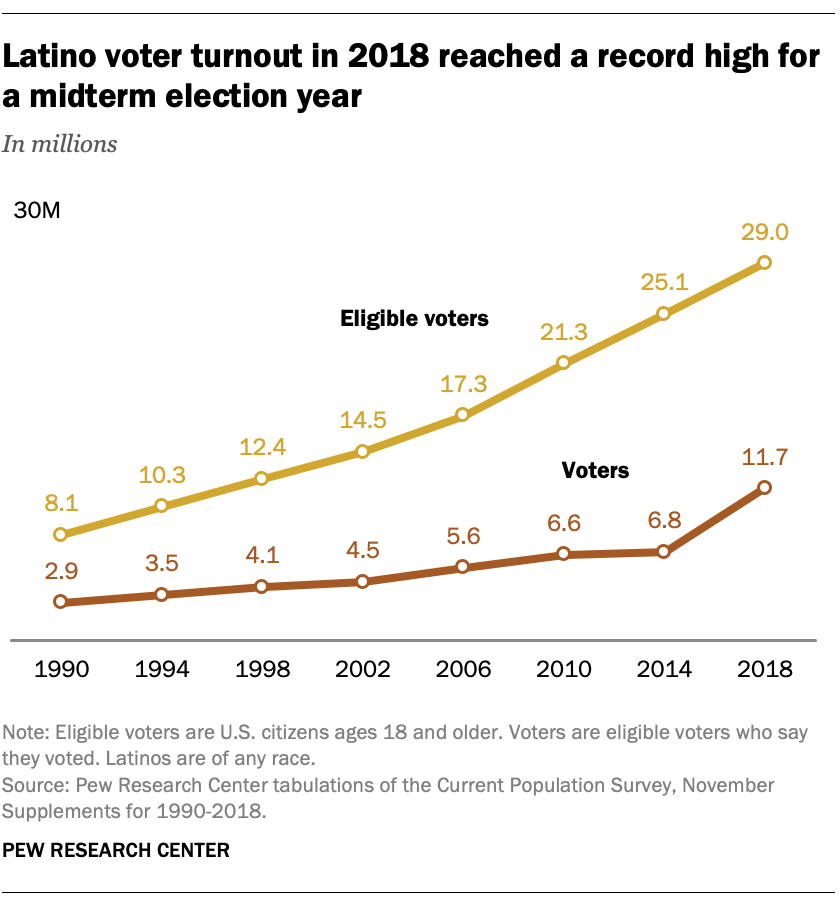 Latino voter turnout in 2018 reached a record high for
a midterm election year
In millions
30M
29.0
25.1
Eligible voters
21.3
17.3
14.5
12.4
10.3
8.1
Voters
11.7
6.8
6.6
5.6
4.5
4.1
3.5
2.9
1990 1994 1998 2002 2006 2010 2014 2018
Note: Eligible voters are U.S. citizens ages 18 and older. Voters are eligible voters who say
they voted. Latinos are of any race.
Source: Pew Research Center tabulations of the Current Population Survey, November
Supplements for 1990-2018.
PEW RESEARCH CENTER